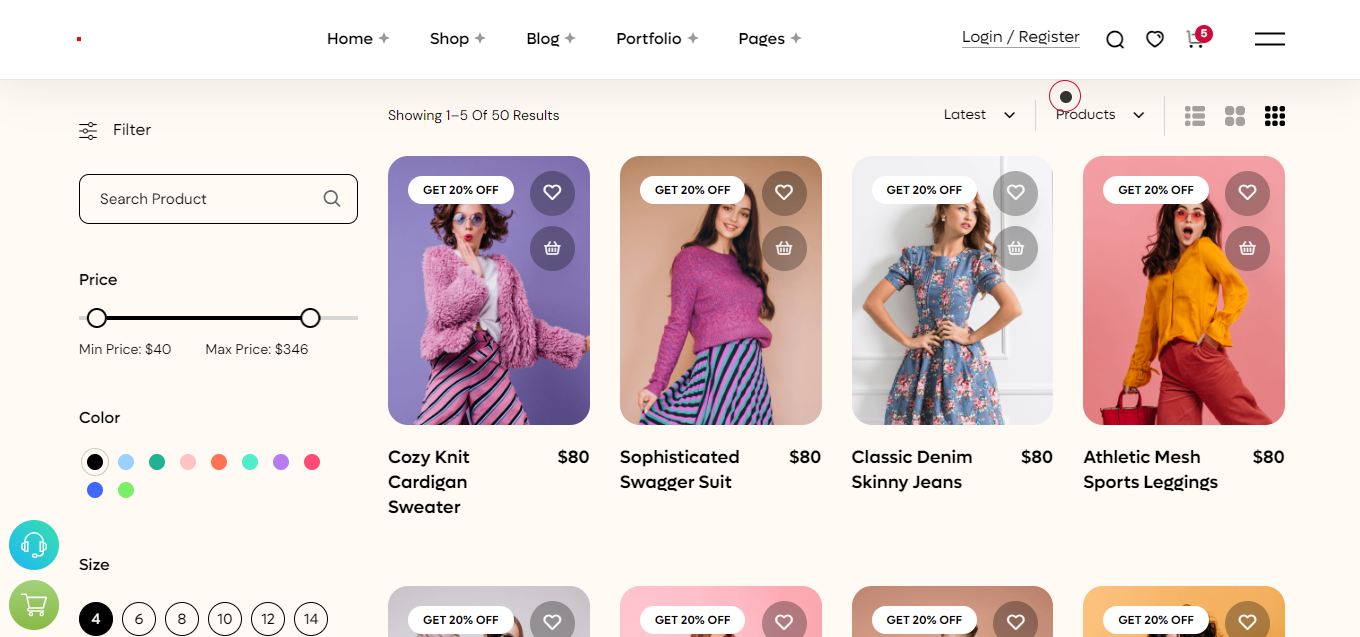 Home
Shop
Blog
Portfolio
Pages
Login / Register
5
Filter
Showing 1–5 Of 50 Results
Latest
Products
Search Product
Price
Min Price: $40
Max Price: $346
Color
Size
4
6
8
10
12
14
GET 20% OFF
GET 20% OFF
GET 20% OFF
GET 20% OFF
Cozy Knit
Cardigan
Sweater
$80
Sophisticated
Swagger Suit
$80
Classic Denim
Skinny Jeans
$80
Athletic Mesh
Sports Leggings
$80
GET 20% OFF
GET 20% OFF
GET 20% OFF
GET 20% OFF